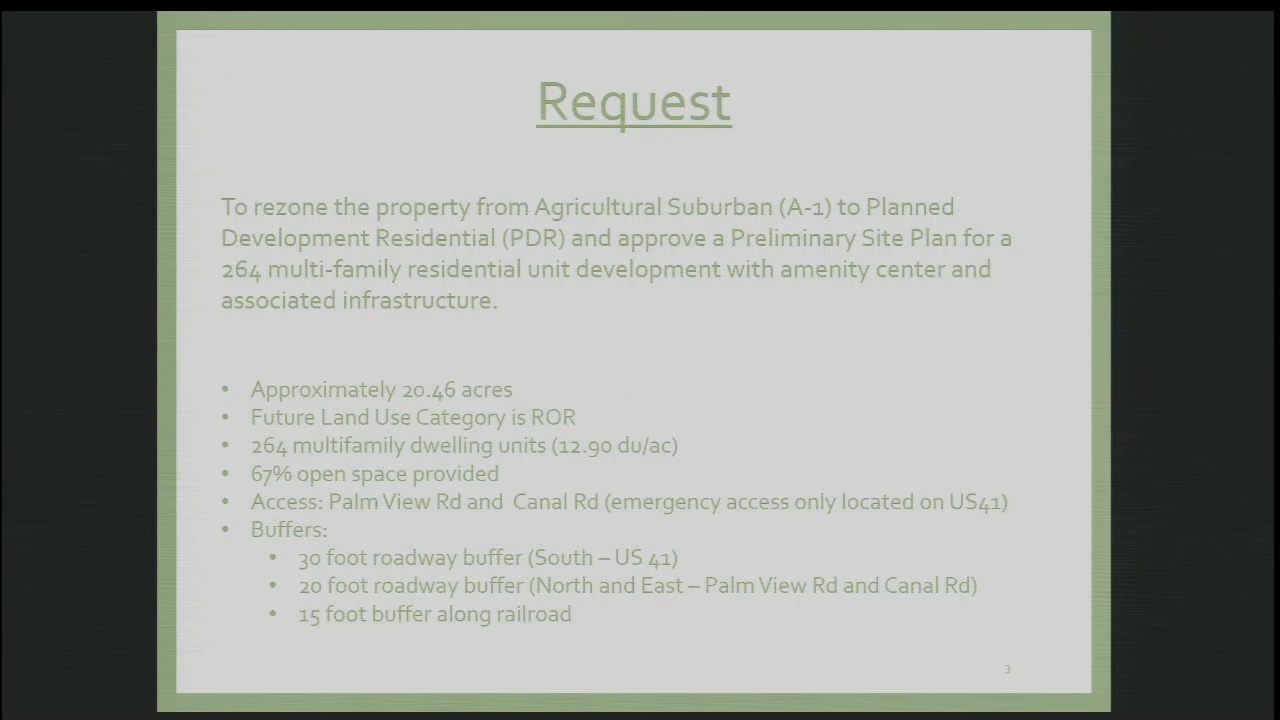 Request
To rezone the property from Agricultural Suburban (A-1) to Planned
Development Residential (PDR) and approve a Preliminary Site Plan for a
264 multi-family residential unit development with amenity center and
associated infrastructure.
• Approximately 20.46 acres
• Future Land Use Category is ROR
• 264 multifamily dwelling units (12.90 du/ac)
• 67% open space provided
• Access: Palm View Rd and Canal Rd (emergency access only located on US41)
• Buffers:
• 30 foot roadway buffer (South – US 41)
• 20 foot roadway buffer (North and East – Palm View Rd and Canal Rd)
• 15 foot buffer along railroad
3